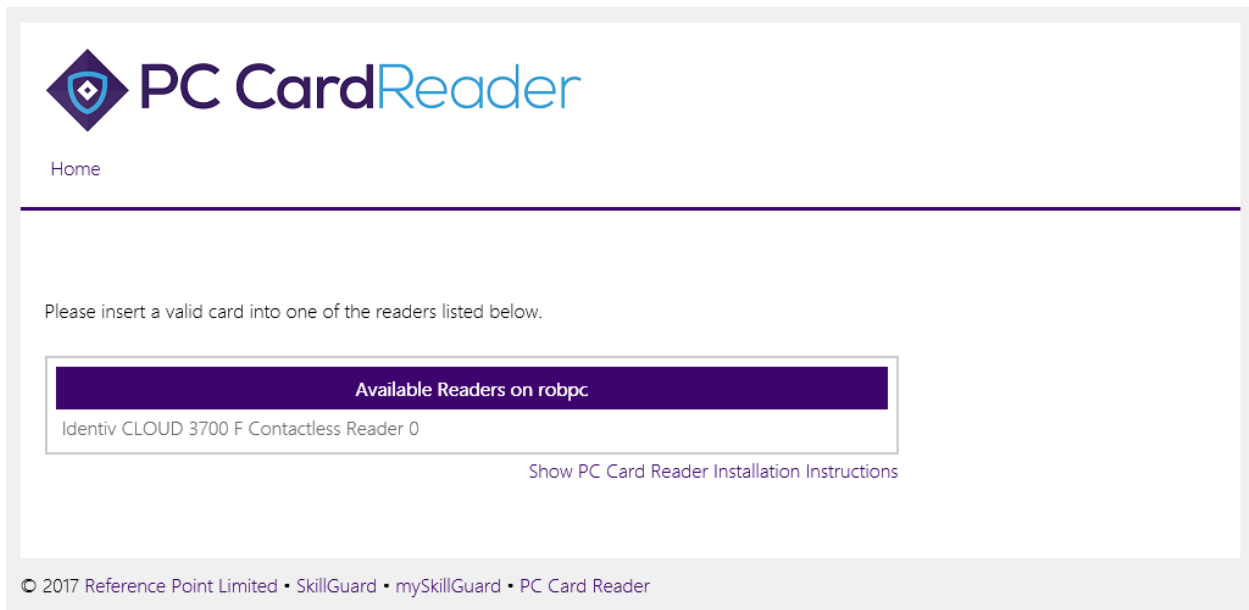 PC CardReader
Home
Please insert a valid card into one of the readers listed below.
Available Readers on robpc
Identiv CLOUD 3700 F Contactless Reader 0
Show PC Card Reader Installation Instructions
© 2017 Reference Point Limited • SkillGuard • mySkillGuard • PC Card Reader